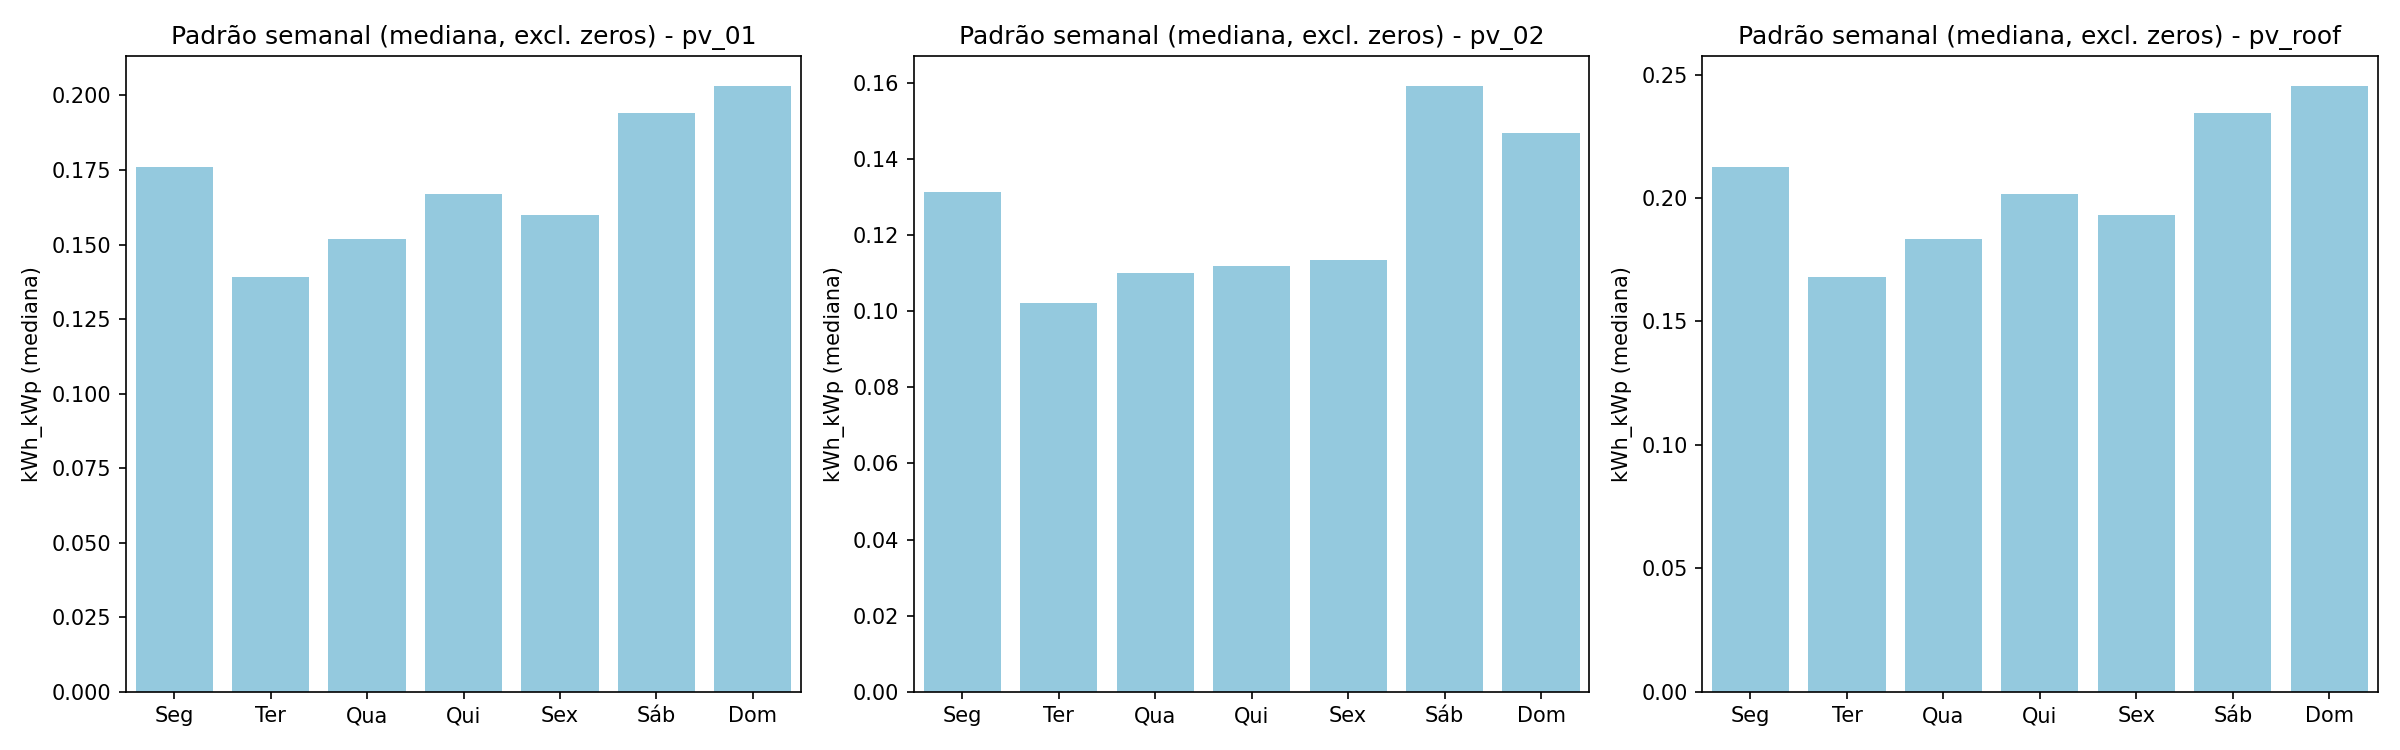 Padrão semanal (mediana, excl. zeros) - pv_01
kWh_kWp (mediana)
0.200
0.175
0.150
0.125
0.100
0.075
0.050
0.025
0.000
Seg Ter Qua Qui Sex Sáb Dom
Padrão semanal (mediana, excl. zeros) - pv_02
kWh_kWp (mediana)
0.16
0.14
0.12
0.10
0.08
0.06
0.04
0.02
0.00
Seg Ter Qua Qui Sex Sáb Dom
Padrão semanal (mediana, excl. zeros) - pv_roof
kWh_kWp (mediana)
0.25
0.20
0.15
0.10
0.05
0.00
Seg Ter Qua Qui Sex Sáb Dom